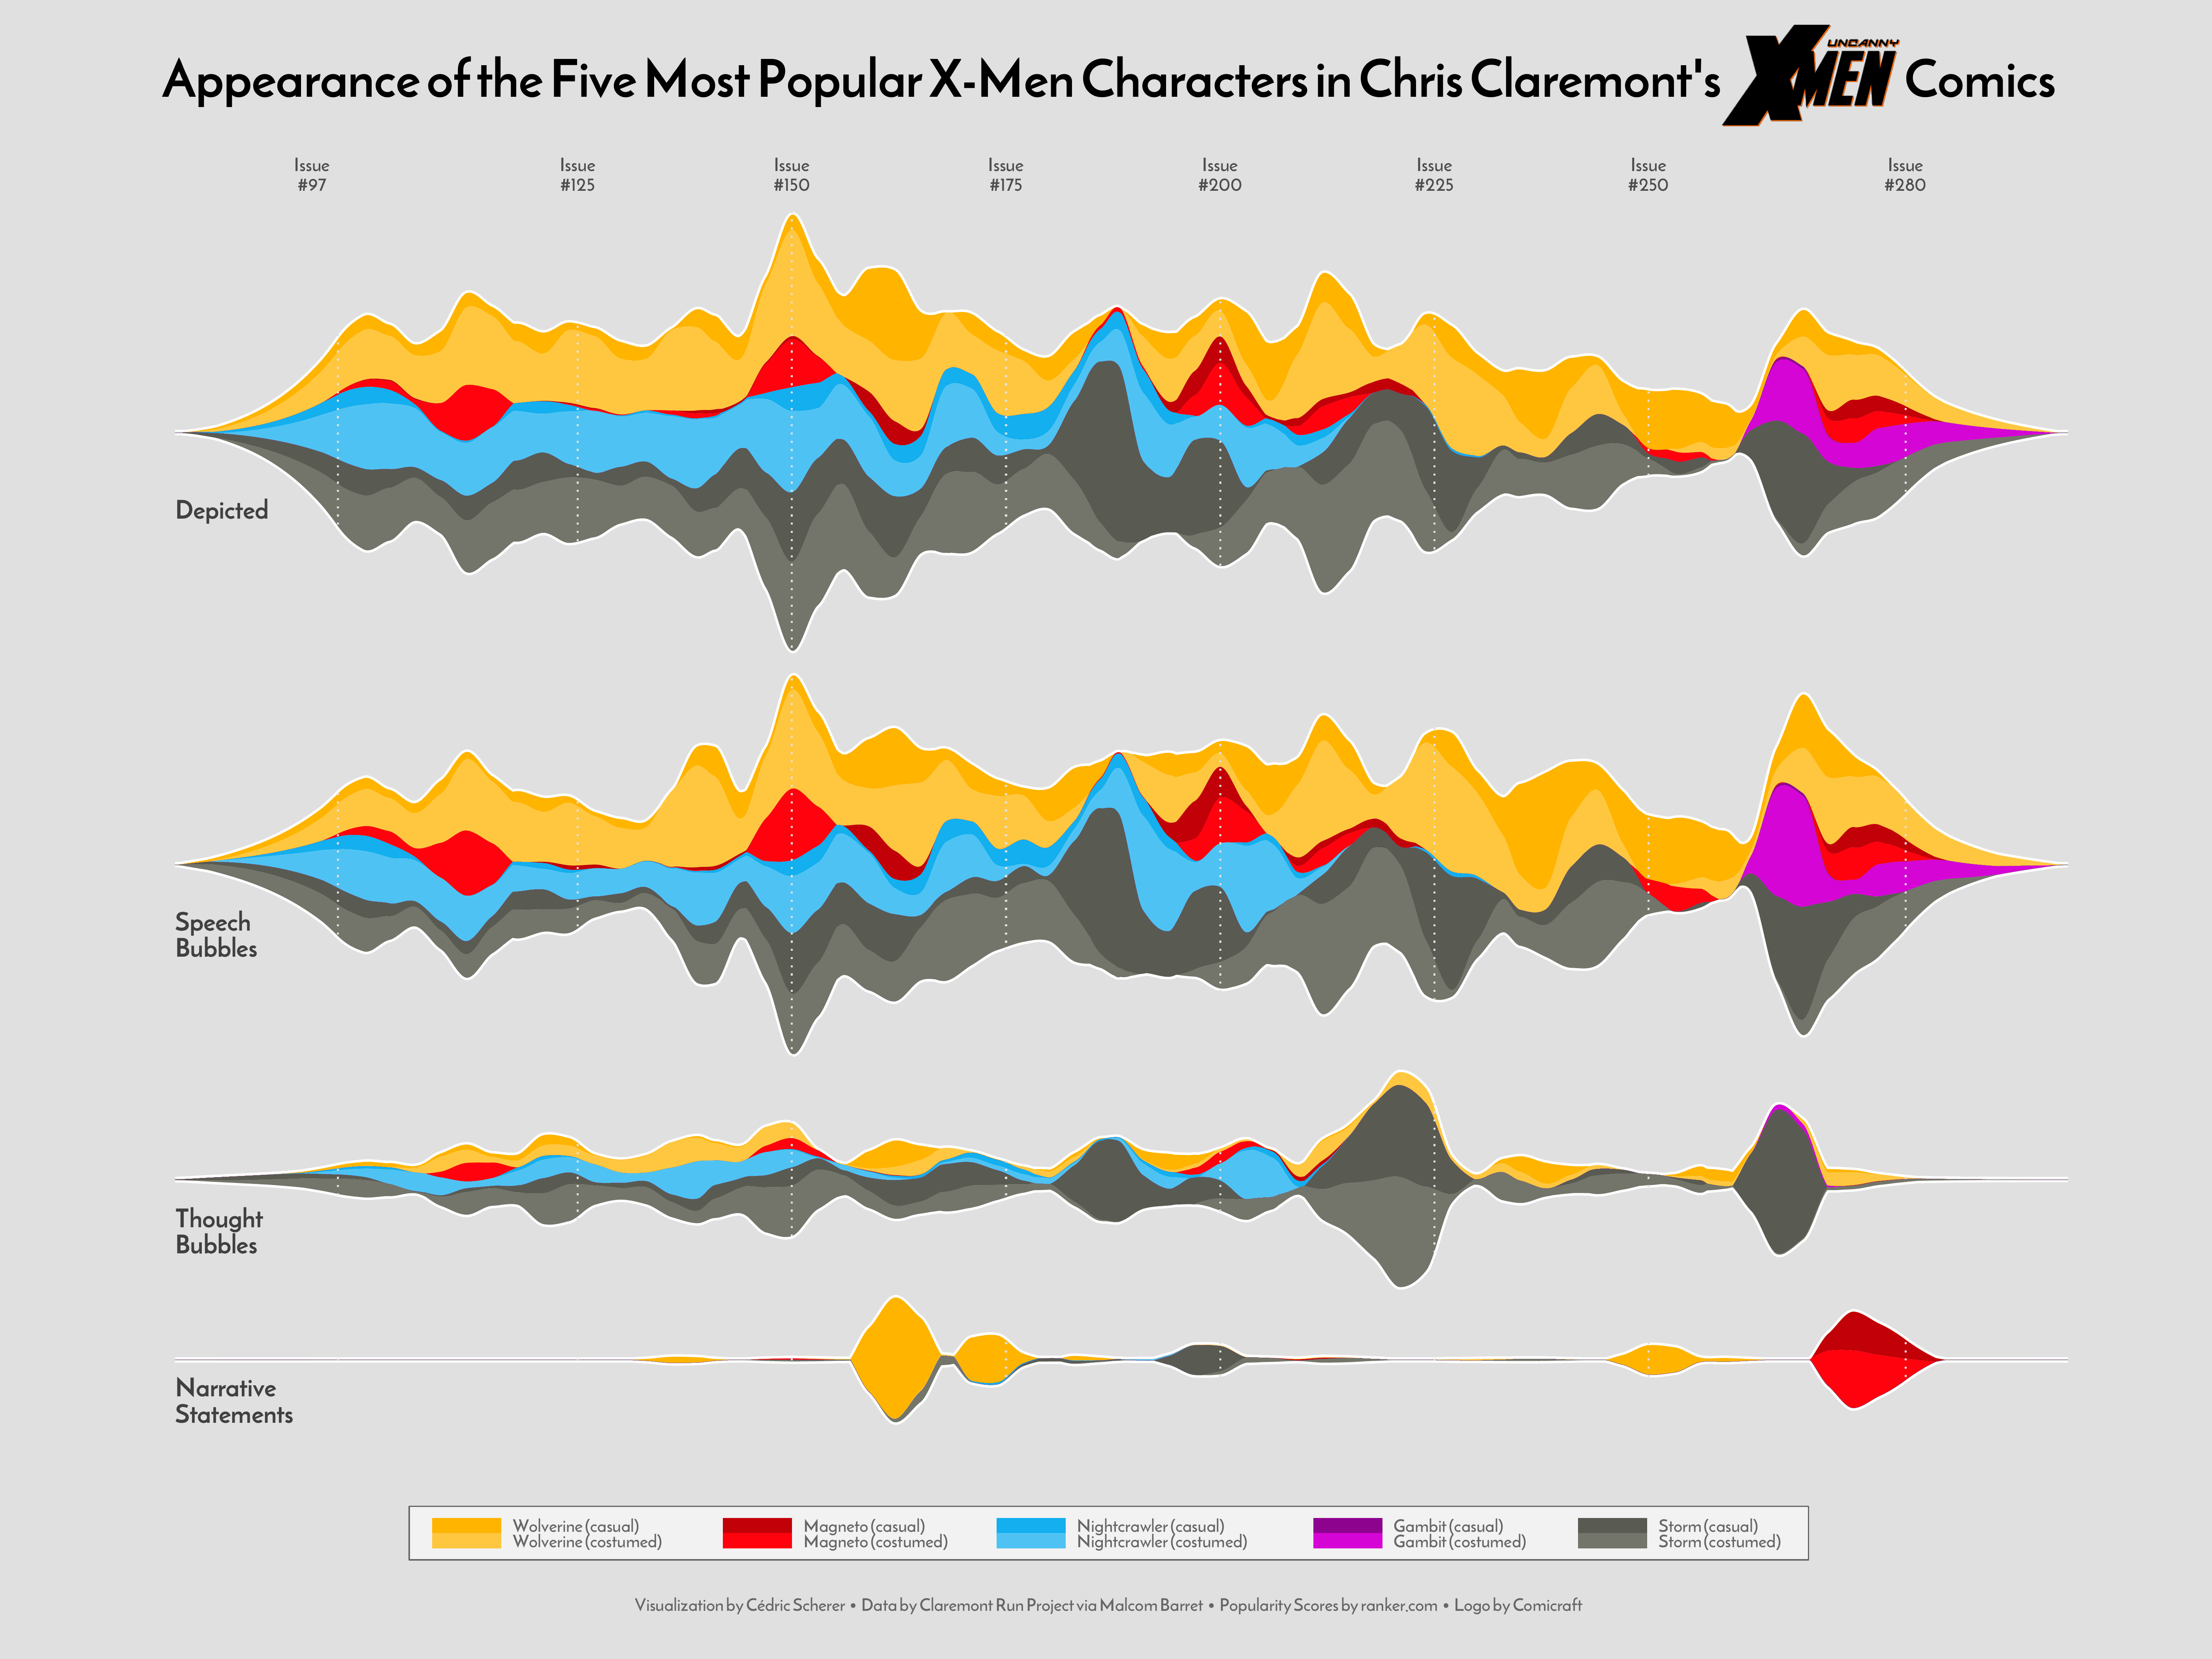 Appearance of the Five Most Popular X-Men Characters in Chris Claremont's UNCANNY X-MEN Comics
Issue #97
Issue #125
Issue #150
Issue #175
Issue #200
Issue #225
Issue #250
Issue #280
Depicted
Speech
Bubbles
Thought
Bubbles
Narrative
Statements
Wolverine (casual)
Wolverine (costumed)
Magneto (casual)
Magneto (costumed)
Nightcrawler (casual)
Nightcrawler (costumed)
Gambit (casual)
Gambit (costumed)
Storm (casual)
Storm (costumed)
Visualization by Cédric Scherer • Data by Claremont Run Project via Malcom Barret • Popularity Scores by ranker.com • Logo by Comicraft